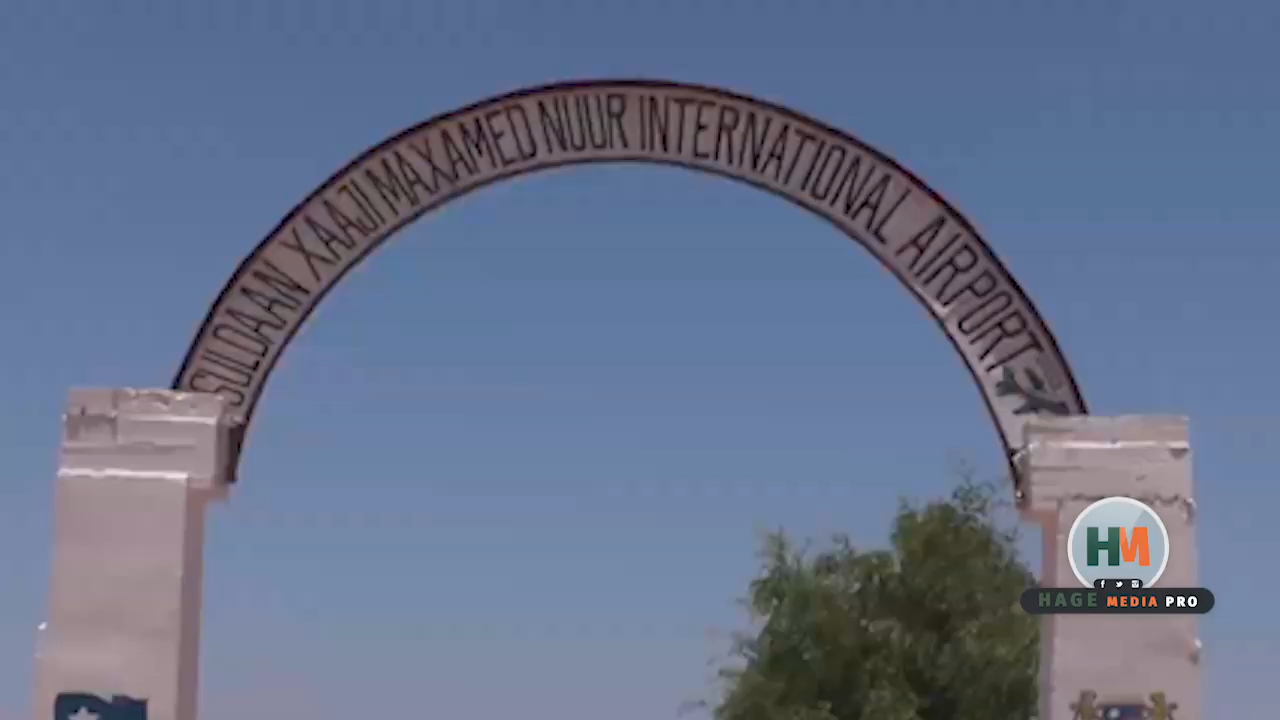 SULDAAN XAAJI MAXAMED NUUR INTERNATIONAL AIRPORT
HM
HAGE MEDIA PRO